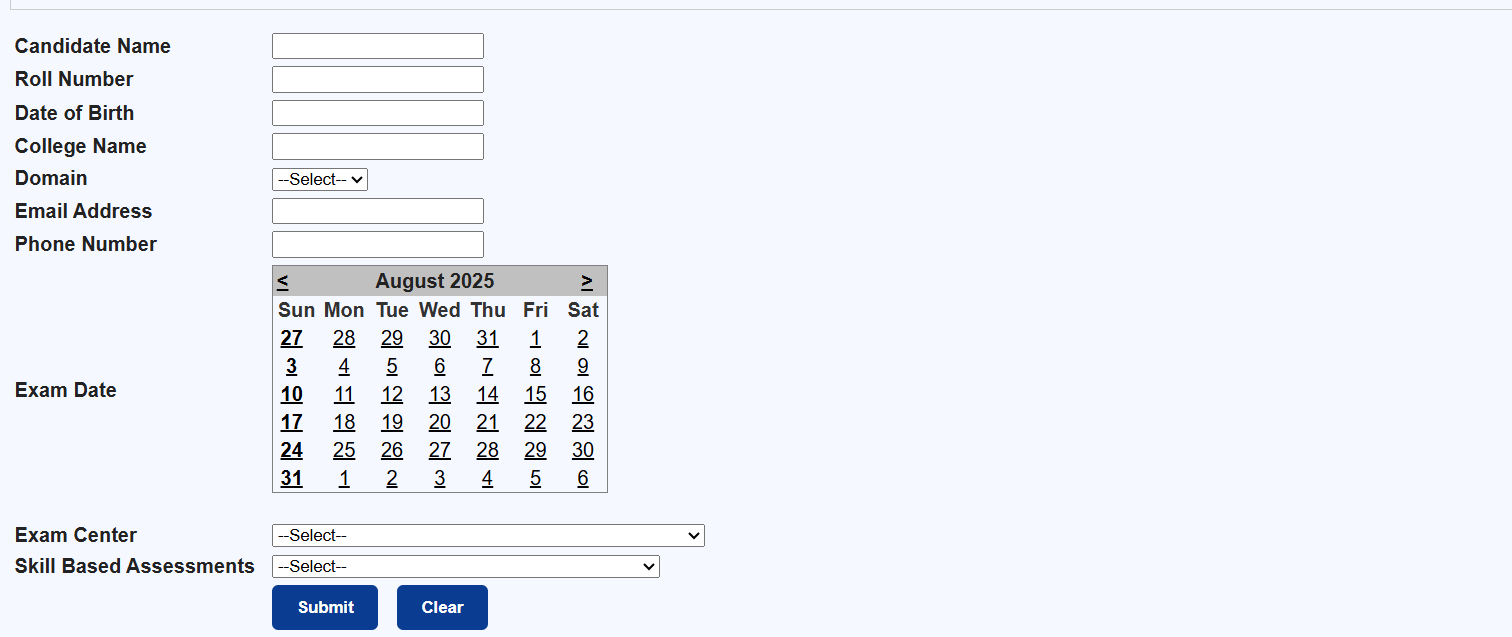 Candidate Name
Roll Number
Date of Birth
College Name
Domain --Select--
Email Address
Phone Number
< August 2025 >
Sun Mon Tue Wed Thu Fri Sat
27 28 29 30 31 1 2
3 4 5 6 7 8 9
Exam Date 10 11 12 13 14 15 16
17 18 19 20 21 22 23
24 25 26 27 28 29 30
31 1 2 3 4 5 6
Exam Center --Select--
Skill Based Assessments --Select--
Submit Clear